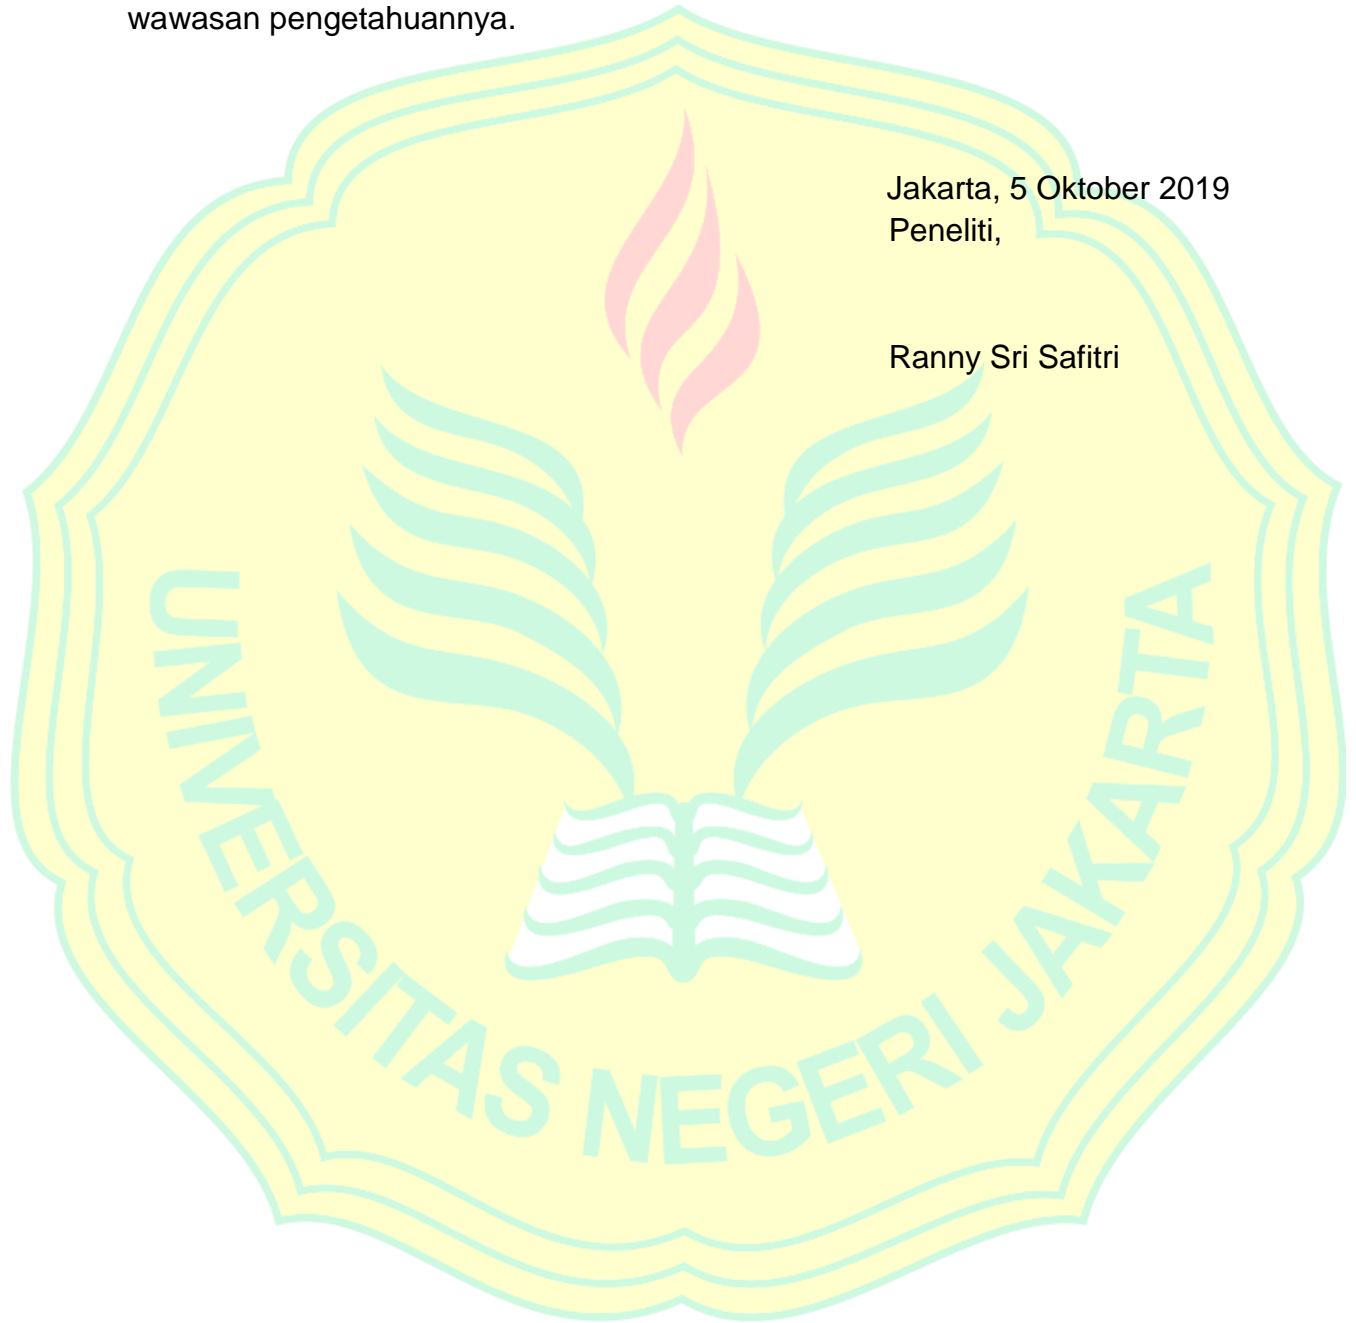 wawasan pengetahuannya.
Jakarta, 5 Oktober 2019
Peneliti,
Ranny Sri Safitri
UNIVERSITAS NEGERI JAKARTA